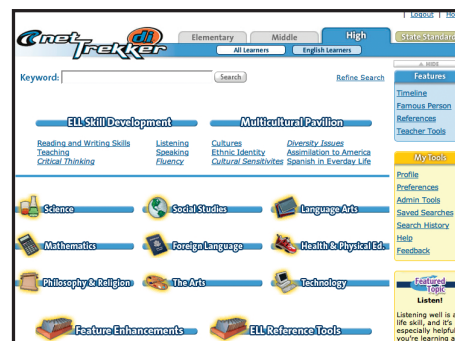 Logout
net Trekker di
Elementary Middle High
State Standard
All Learners English Learners
HIDE
Keyword: Search Refine Search
Features
Timeline
Famous Person
References
Teacher Tools
ELL Skill Development Multicultural Pavilion
Reading and Writing Skills Listening Cultures Diversity Issues
Teaching Speaking Ethnic Identity Assimilation to America
Critical Thinking Fluency Cultural Sensitivites Spanish in Everday Life
My Tools
Profile
Preferences
Admin Tools
Saved Searches
Search History
Help
Feedback
Science Social Studies Language Arts
Mathematics Foreign Language Health & Physical Ed.
Philosophy & Religion The Arts Technology
Feature Enhancements ELL Reference Tools
Featured
Topic
Listen!
Listening well is a
life skill, and it's
especially helpful
you're learning a